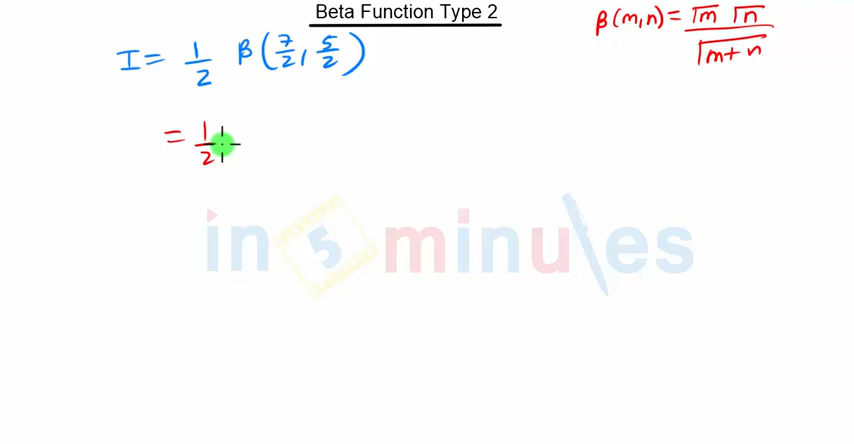 Beta Function Type 2
β(m,n) = Γm Γn / Γm+n
I = 1/2 β(7/2, 5/2)
= 1/2
in 5 minutes